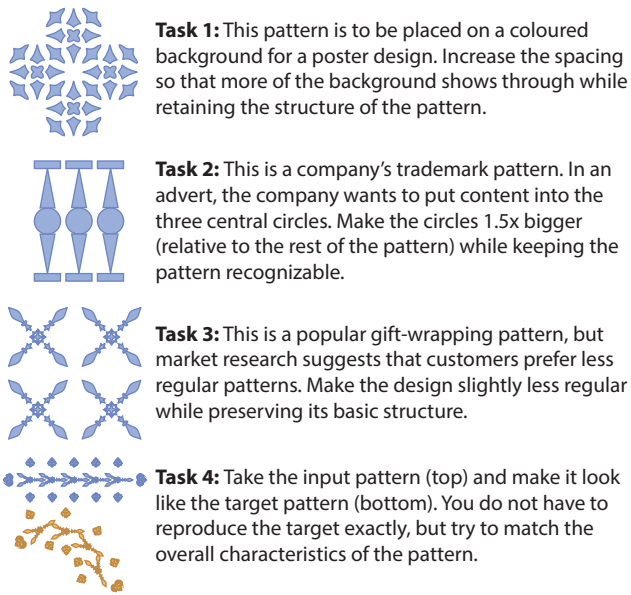 Task 1: This pattern is to be placed on a coloured
background for a poster design. Increase the spacing
so that more of the background shows through while
retaining the structure of the pattern.
Task 2: This is a company's trademark pattern. In an
advert, the company wants to put content into the
three central circles. Make the circles 1.5x bigger
(relative to the rest of the pattern) while keeping the
pattern recognizable.
Task 3: This is a popular gift-wrapping pattern, but
market research suggests that customers prefer less
regular patterns. Make the design slightly less regular
while preserving its basic structure.
Task 4: Take the input pattern (top) and make it look
like the target pattern (bottom). You do not have to
reproduce the target exactly, but try to match the
overall characteristics of the pattern.